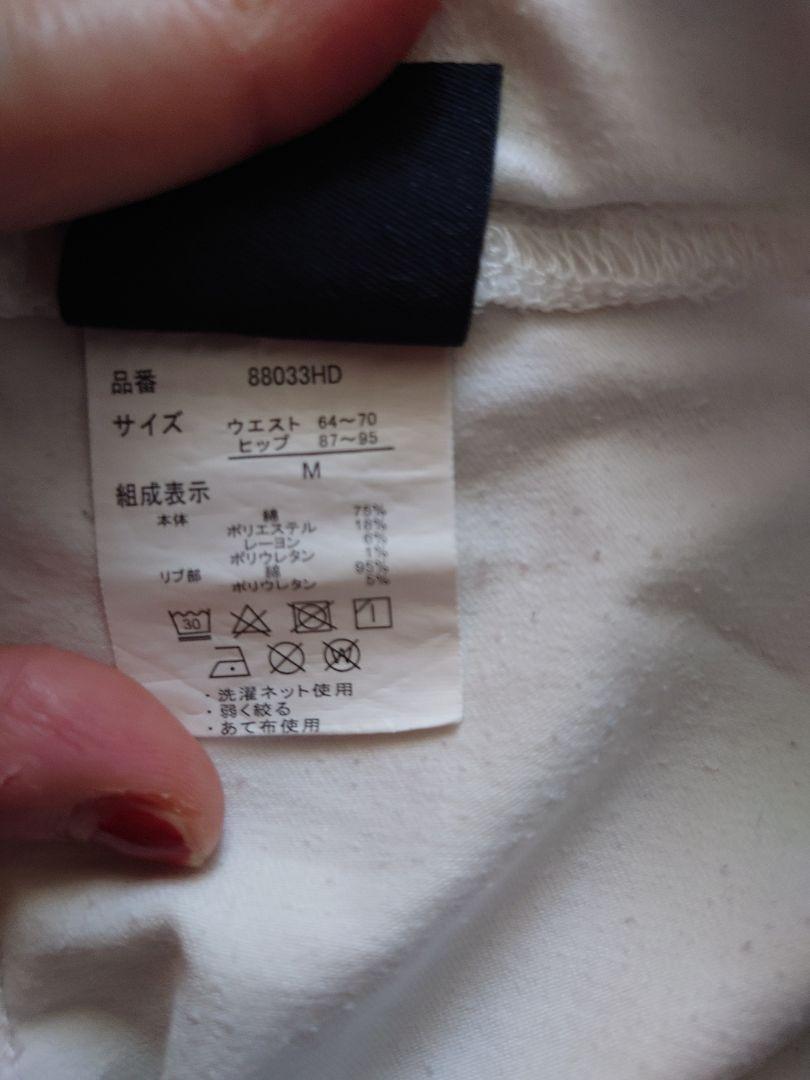 品番 88033HD
サイズ ウエスト 64〜70
ヒップ 87〜95
M
組成表示
本体 綿 75%
ポリエステル 18%
レーヨン 6%
ポリウレタン 1%
リブ部 綿 95%
ポリウレタン 5%
30
W
・洗濯ネット使用
・弱く絞る
・あて布使用